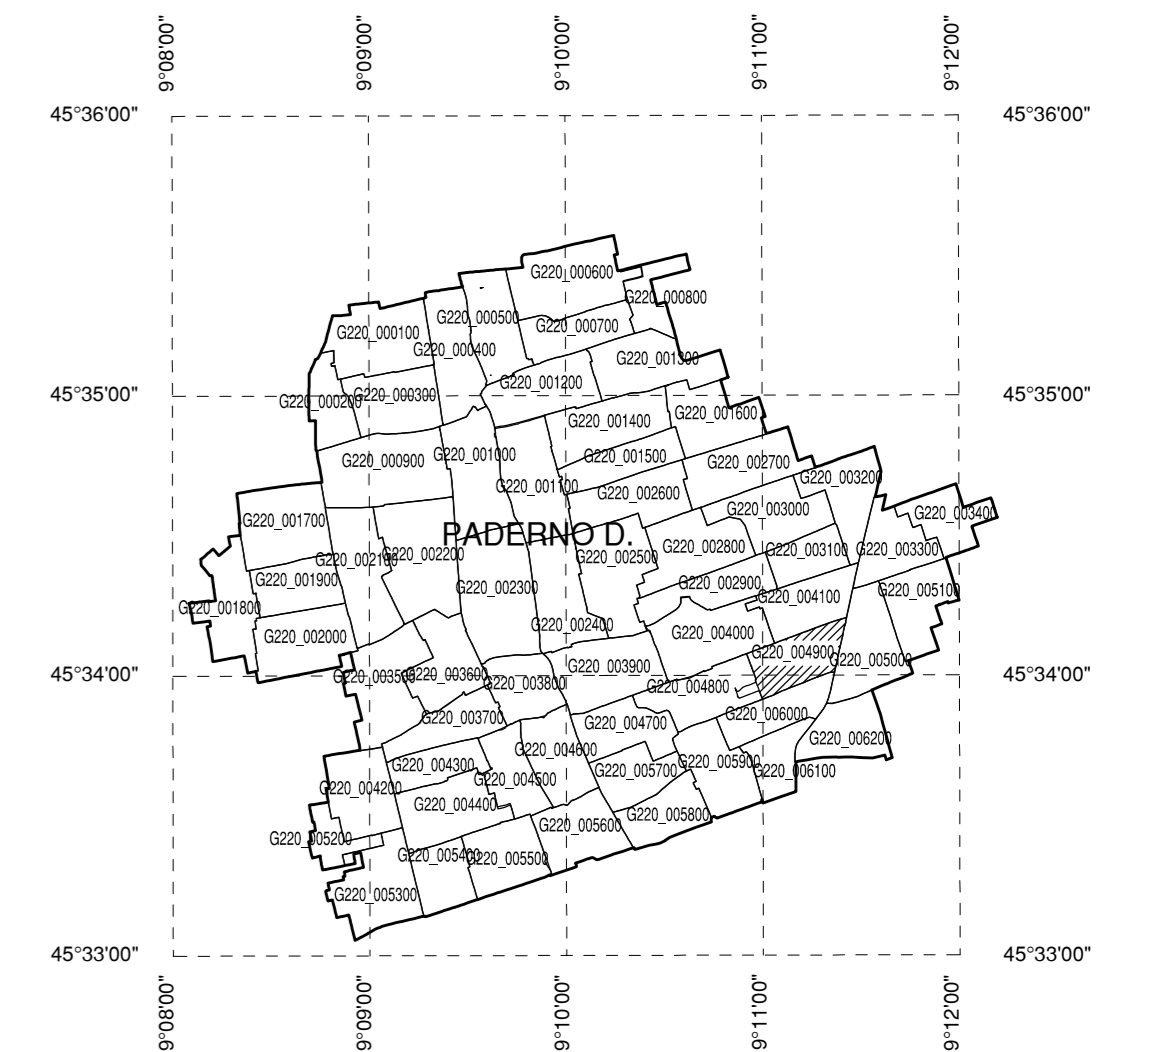 9°08'00"
9°09'00"
9°10'00"
9°11'00"
9°12'00"
45°36'00"
45°36'00"
G220_000600
G220_000800
G220_000500
G220_000700
G220_000100
G220_000400
G220_001300
G220_001200
45°35'00"
G220_000200
G220_000300
45°35'00"
G220_001600
G220_001400
G220_001000
G220_001500
G220_000900
G220_002700
G220_003200
G220_001100
G220_002600
G220_003000
G220_003400
G220_001700
PADERNO D.
G220_002800
G220_003100
G220_003300
G220_002200
G220_002500
G220_002100
G220_001900
G220_002900
G220_002300
G220_005100
G220_004100
G220_001800
G220_002400
G220_004000
G220_002000
G220_004900
G220_005000
G220_003900
45°34'00"
G220_003500
G220_003600
45°34'00"
G220_003800
G220_004800
G220_006000
G220_003700
G220_004700
G220_006200
G220_004600
G220_005900
G220_004300
G220_005700
G220_006100
G220_004500
G220_004200
G220_004400
G220_005800
G220_005600
G220_005200
G220_005400
G220_005500
G220_005300
45°33'00"
45°33'00"
9°08'00"
9°09'00"
9°10'00"
9°11'00"
9°12'00"